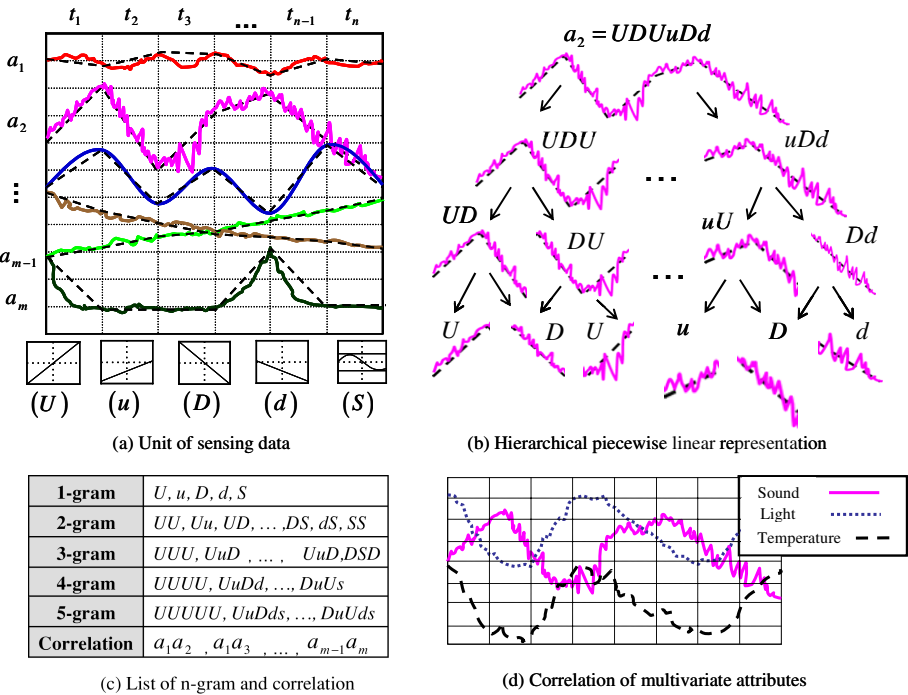 t1 t2 t3 ... tn−1 tn
a1
a2
⋮
am−1
am
(U) (u) (D) (d) (S)
(a) Unit of sensing data
a2 = UDUuDd
UDU
uDd
...
UD
DU
uU
Dd
...
U D U u D d
(b) Hierarchical piecewise linear representation
1-gram U, u, D, d, S
2-gram UU, Uu, UD, … ,DS, dS, SS
3-gram UUU, UuD , … , UuD,DSD
4-gram UUUU, UuDd, …, DuUs
5-gram UUUUU, UuDds, …, DuUds
Correlation a1a2 , a1a3 , … , am−1am
(c) List of n-gram and correlation
Sound
Light
Temperature
(d) Correlation of multivariate attributes